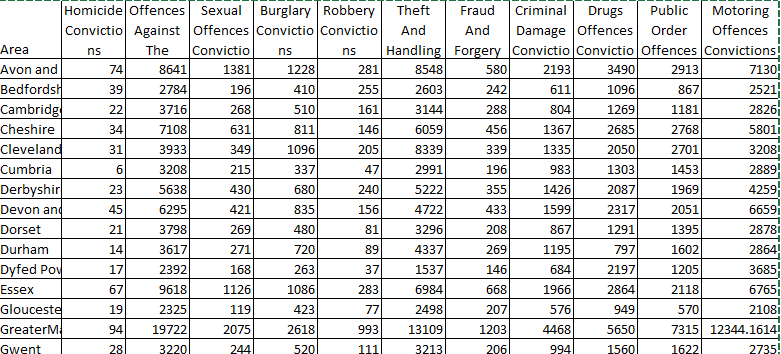 Homicide Offences Sexual Burglary Robbery Theft Fraud Criminal Drugs Public Motoring
Convictio Against Offences Convictio Convictio And And Damage Offences Order Offences
Area ns The Convictio ns ns Handling Forgery Convictio Convictio Offences Convictions
Avon and 74 8641 1381 1228 281 8548 580 2193 3490 2913 7130
Bedfordsh 39 2784 196 410 255 2603 242 611 1096 867 2521
Cambridg 22 3716 268 510 161 3144 288 804 1269 1181 2826
Cheshire 34 7108 631 811 146 6059 456 1367 2685 2768 5801
Cleveland 31 3933 349 1096 205 8339 339 1335 2050 2701 3208
Cumbria 6 3208 215 337 47 2991 196 983 1303 1453 2889
Derbyshir 23 5638 430 680 240 5222 355 1426 2087 1969 4259
Devon and 45 6295 421 835 156 4722 433 1599 2317 2051 6659
Dorset 21 3798 269 480 81 3296 208 867 1291 1395 2878
Durham 14 3617 271 720 89 4337 269 1195 797 1602 2864
Dyfed Pov 17 2392 168 263 37 1537 146 684 2197 1205 3685
Essex 67 9618 1126 1086 283 6984 668 1966 2864 2118 6765
Glouceste 19 2325 119 423 77 2498 207 576 949 570 2108
GreaterMa 94 19722 2075 2618 993 13109 1203 4468 5650 7315 12344.1614
Gwent 28 3220 244 520 111 3213 206 994 1560 1622 2735